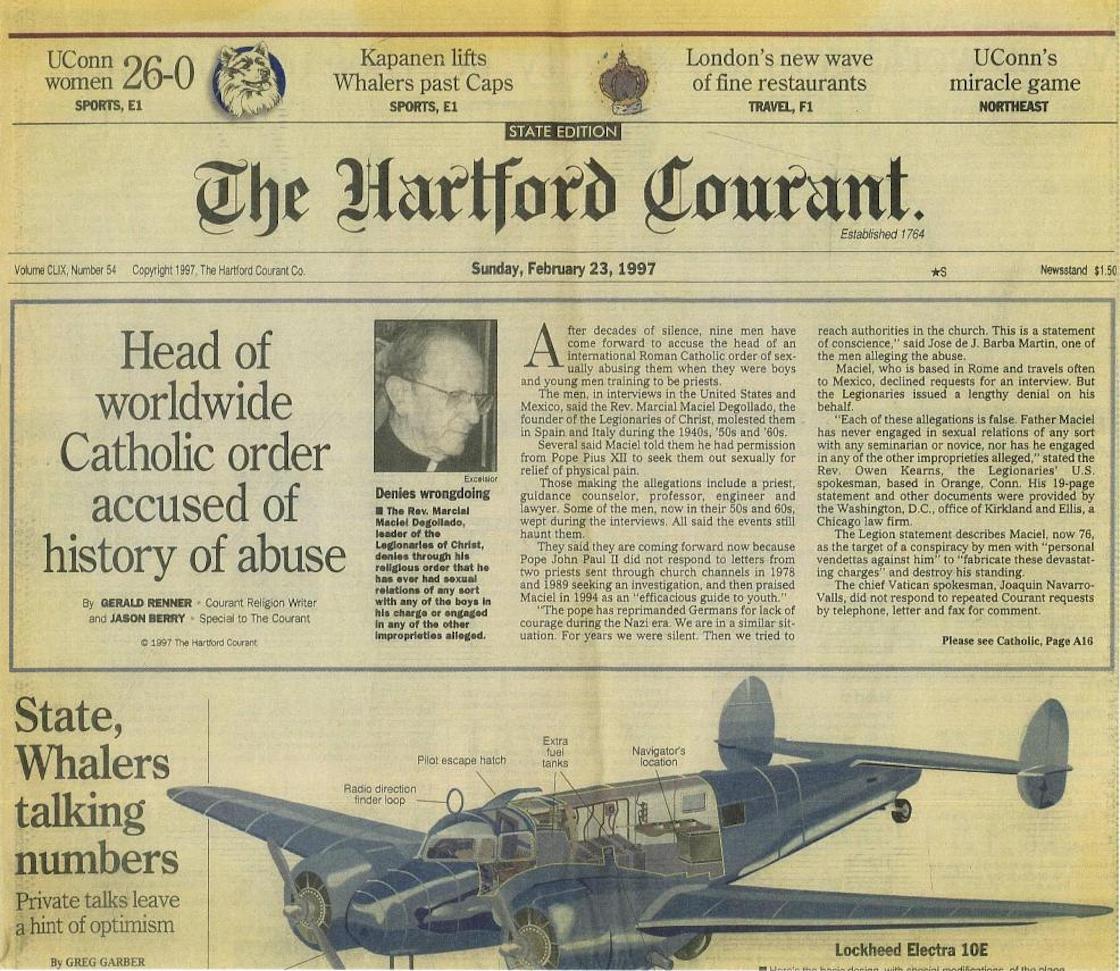 UConn
women 26-0
SPORTS, E1
Kapanen lifts
Whalers past Caps
SPORTS, E1
London's new wave
of fine restaurants
TRAVEL, F1
UConn's
miracle game
NORTHEAST
STATE EDITION
The Hartford Courant.
Established 1764
Volume CLIX, Number 54 Copyright 1997, The Hartford Courant Co.
Sunday, February 23, 1997
★S
Newsstand $1.50
Head of
worldwide
Catholic order
accused of
history of abuse
By GERALD RENNER • Courant Religion Writer
and JASON BERRY • Special to The Courant
© 1997 The Hartford Courant
Excelsior
Denies wrongdoing
■ The Rev. Marcial
Maciel Degollado,
leader of the
Legionaries of Christ,
denies through his
religious order that he
has ever had sexual
relations of any sort
with any of the boys in
his charge or engaged
in any of the other
improprieties alleged.
After decades of silence, nine men have
come forward to accuse the head of an
international Roman Catholic order of sex-
ually abusing them when they were boys
and young men training to be priests.
The men, in interviews in the United States and
Mexico, said the Rev. Marcial Maciel Degollado, the
founder of the Legionaries of Christ, molested them
in Spain and Italy during the 1940s, '50s and '60s.
Several said Maciel told them he had permission
from Pope Pius XII to seek them out sexually for
relief of physical pain.
Those making the allegations include a priest,
guidance counselor, professor, engineer and
lawyer. Some of the men, now in their 50s and 60s,
wept during the interviews. All said the events still
haunt them.
They said they are coming forward now because
Pope John Paul II did not respond to letters from
two priests sent through church channels in 1978
and 1989 seeking an investigation, and then praised
Maciel in 1994 as an "efficacious guide to youth."
"The pope has reprimanded Germans for lack of
courage during the Nazi era. We are in a similar sit-
uation. For years we were silent. Then we tried to
reach authorities in the church. This is a statement
of conscience," said Jose de J. Barba Martin, one of
the men alleging the abuse.
Maciel, who is based in Rome and travels often
to Mexico, declined requests for an interview. But
the Legionaries issued a lengthy denial on his
behalf.
"Each of these allegations is false. Father Maciel
has never engaged in sexual relations of any sort
with any seminarian or novice, nor has he engaged
in any of the other improprieties alleged," stated the
Rev. Owen Kearns, the Legionaries' U.S.
spokesman, based in Orange, Conn. His 19-page
statement and other documents were provided by
the Washington, D.C., office of Kirkland and Ellis, a
Chicago law firm.
The Legion statement describes Maciel, now 76,
as the target of a conspiracy by men with "personal
vendettas against him" to "fabricate these devastat-
ing charges" and destroy his standing.
The chief Vatican spokesman, Joaquin Navarro-
Valls, did not respond to repeated Courant requests
by telephone, letter and fax for comment.
Please see Catholic, Page A16
State,
Whalers
talking
numbers
Private talks leave
a hint of optimism
By GREG GARBER
Radio direction
finder loop
Pilot escape hatch
Extra
fuel
tanks
Navigator's
location
Lockheed Electra 10E
■ Here's the basic design, with special modifications, of the plane